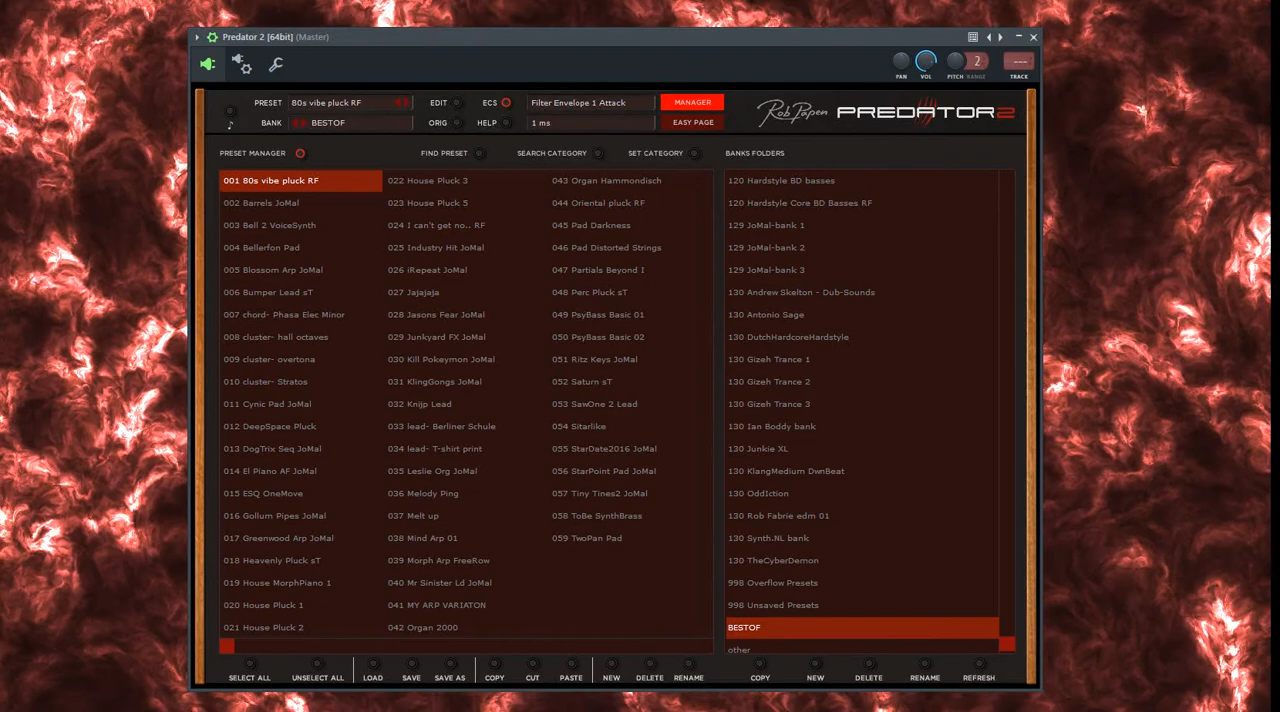 Predator 2 [64bit] (Master)
2
PAN VOL PITCH RANGE TRACK
PRESET 80s vibe pluck RF EDIT ECS Filter Envelope 1 Attack MANAGER
BANK BESTOF ORIG HELP 1 ms EASY PAGE
Rob Papen PREDATOR2
PRESET MANAGER FIND PRESET SEARCH CATEGORY SET CATEGORY BANKS FOLDERS
001 80s vibe pluck RF
002 Barrels JoMal
003 Bell 2 VoiceSynth
004 Bellerfon Pad
005 Blossom Arp JoMal
006 Bumper Lead sT
007 chord- Phasa Elec Minor
008 cluster- hall octaves
009 cluster- overtona
010 cluster- Stratos
011 Cynic Pad JoMal
012 DeepSpace Pluck
013 DogTrix Seq JoMal
014 El Piano AF JoMal
015 ESQ OneMove
016 Gollum Pipes JoMal
017 Greenwood Arp JoMal
018 Heavenly Pluck sT
019 House MorphPiano 1
020 House Pluck 1
021 House Pluck 2
022 House Pluck 3
023 House Pluck 5
024 I can't get no.. RF
025 Industry Hit JoMal
026 iRepeat JoMal
027 Jajajaja
028 Jasons Fear JoMal
029 Junkyard FX JoMal
030 Kill Pokeymon JoMal
031 KlingGongs JoMal
032 Knijp Lead
033 lead- Berliner Schule
034 lead- T-shirt print
035 Leslie Org JoMal
036 Melody Ping
037 Melt up
038 Mind Arp 01
039 Morph Arp FreeRow
040 Mr Sinister Ld JoMal
041 MY ARP VARIATON
042 Organ 2000
043 Organ Hammondisch
044 Oriental pluck RF
045 Pad Darkness
046 Pad Distorted Strings
047 Partials Beyond I
048 Perc Pluck sT
049 PsyBass Basic 01
050 PsyBass Basic 02
051 Ritz Keys JoMal
052 Saturn sT
053 SawOne 2 Lead
054 Sitarlike
055 StarDate2016 JoMal
056 StarPoint Pad JoMal
057 Tiny Tines2 JoMal
058 ToBe SynthBrass
059 TwoPan Pad
120 Hardstyle BD basses
120 Hardstyle Core BD Basses RF
129 JoMal-bank 1
129 JoMal-bank 2
129 JoMal-bank 3
130 Andrew Skelton - Dub-Sounds
130 Antonio Sage
130 DutchHardcoreHardstyle
130 Gizeh Trance 1
130 Gizeh Trance 2
130 Gizeh Trance 3
130 Ian Boddy bank
130 Junkie XL
130 KlangMedium DwnBeat
130 OddIction
130 Rob Fabrie edm 01
130 Synth.NL bank
130 TheCyberDemon
998 Overflow Presets
998 Unsaved Presets
BESTOF
other
SELECT ALL UNSELECT ALL LOAD SAVE SAVE AS COPY CUT PASTE NEW DELETE RENAME COPY NEW DELETE RENAME REFRESH